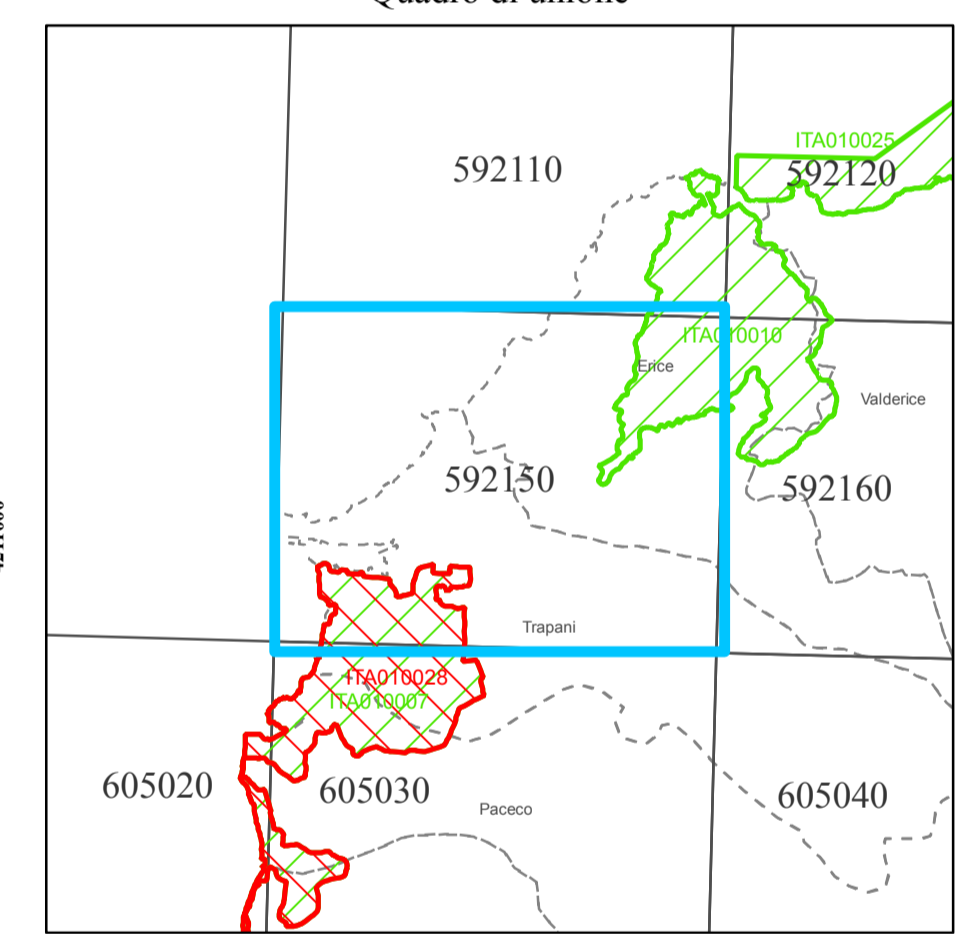 Quadro di unione
ITA010025
592110
592120
ITA010010
Erice
Valderice
592150
592160
Trapani
ITA010028
ITA010007
605020
605030
605040
Paceco